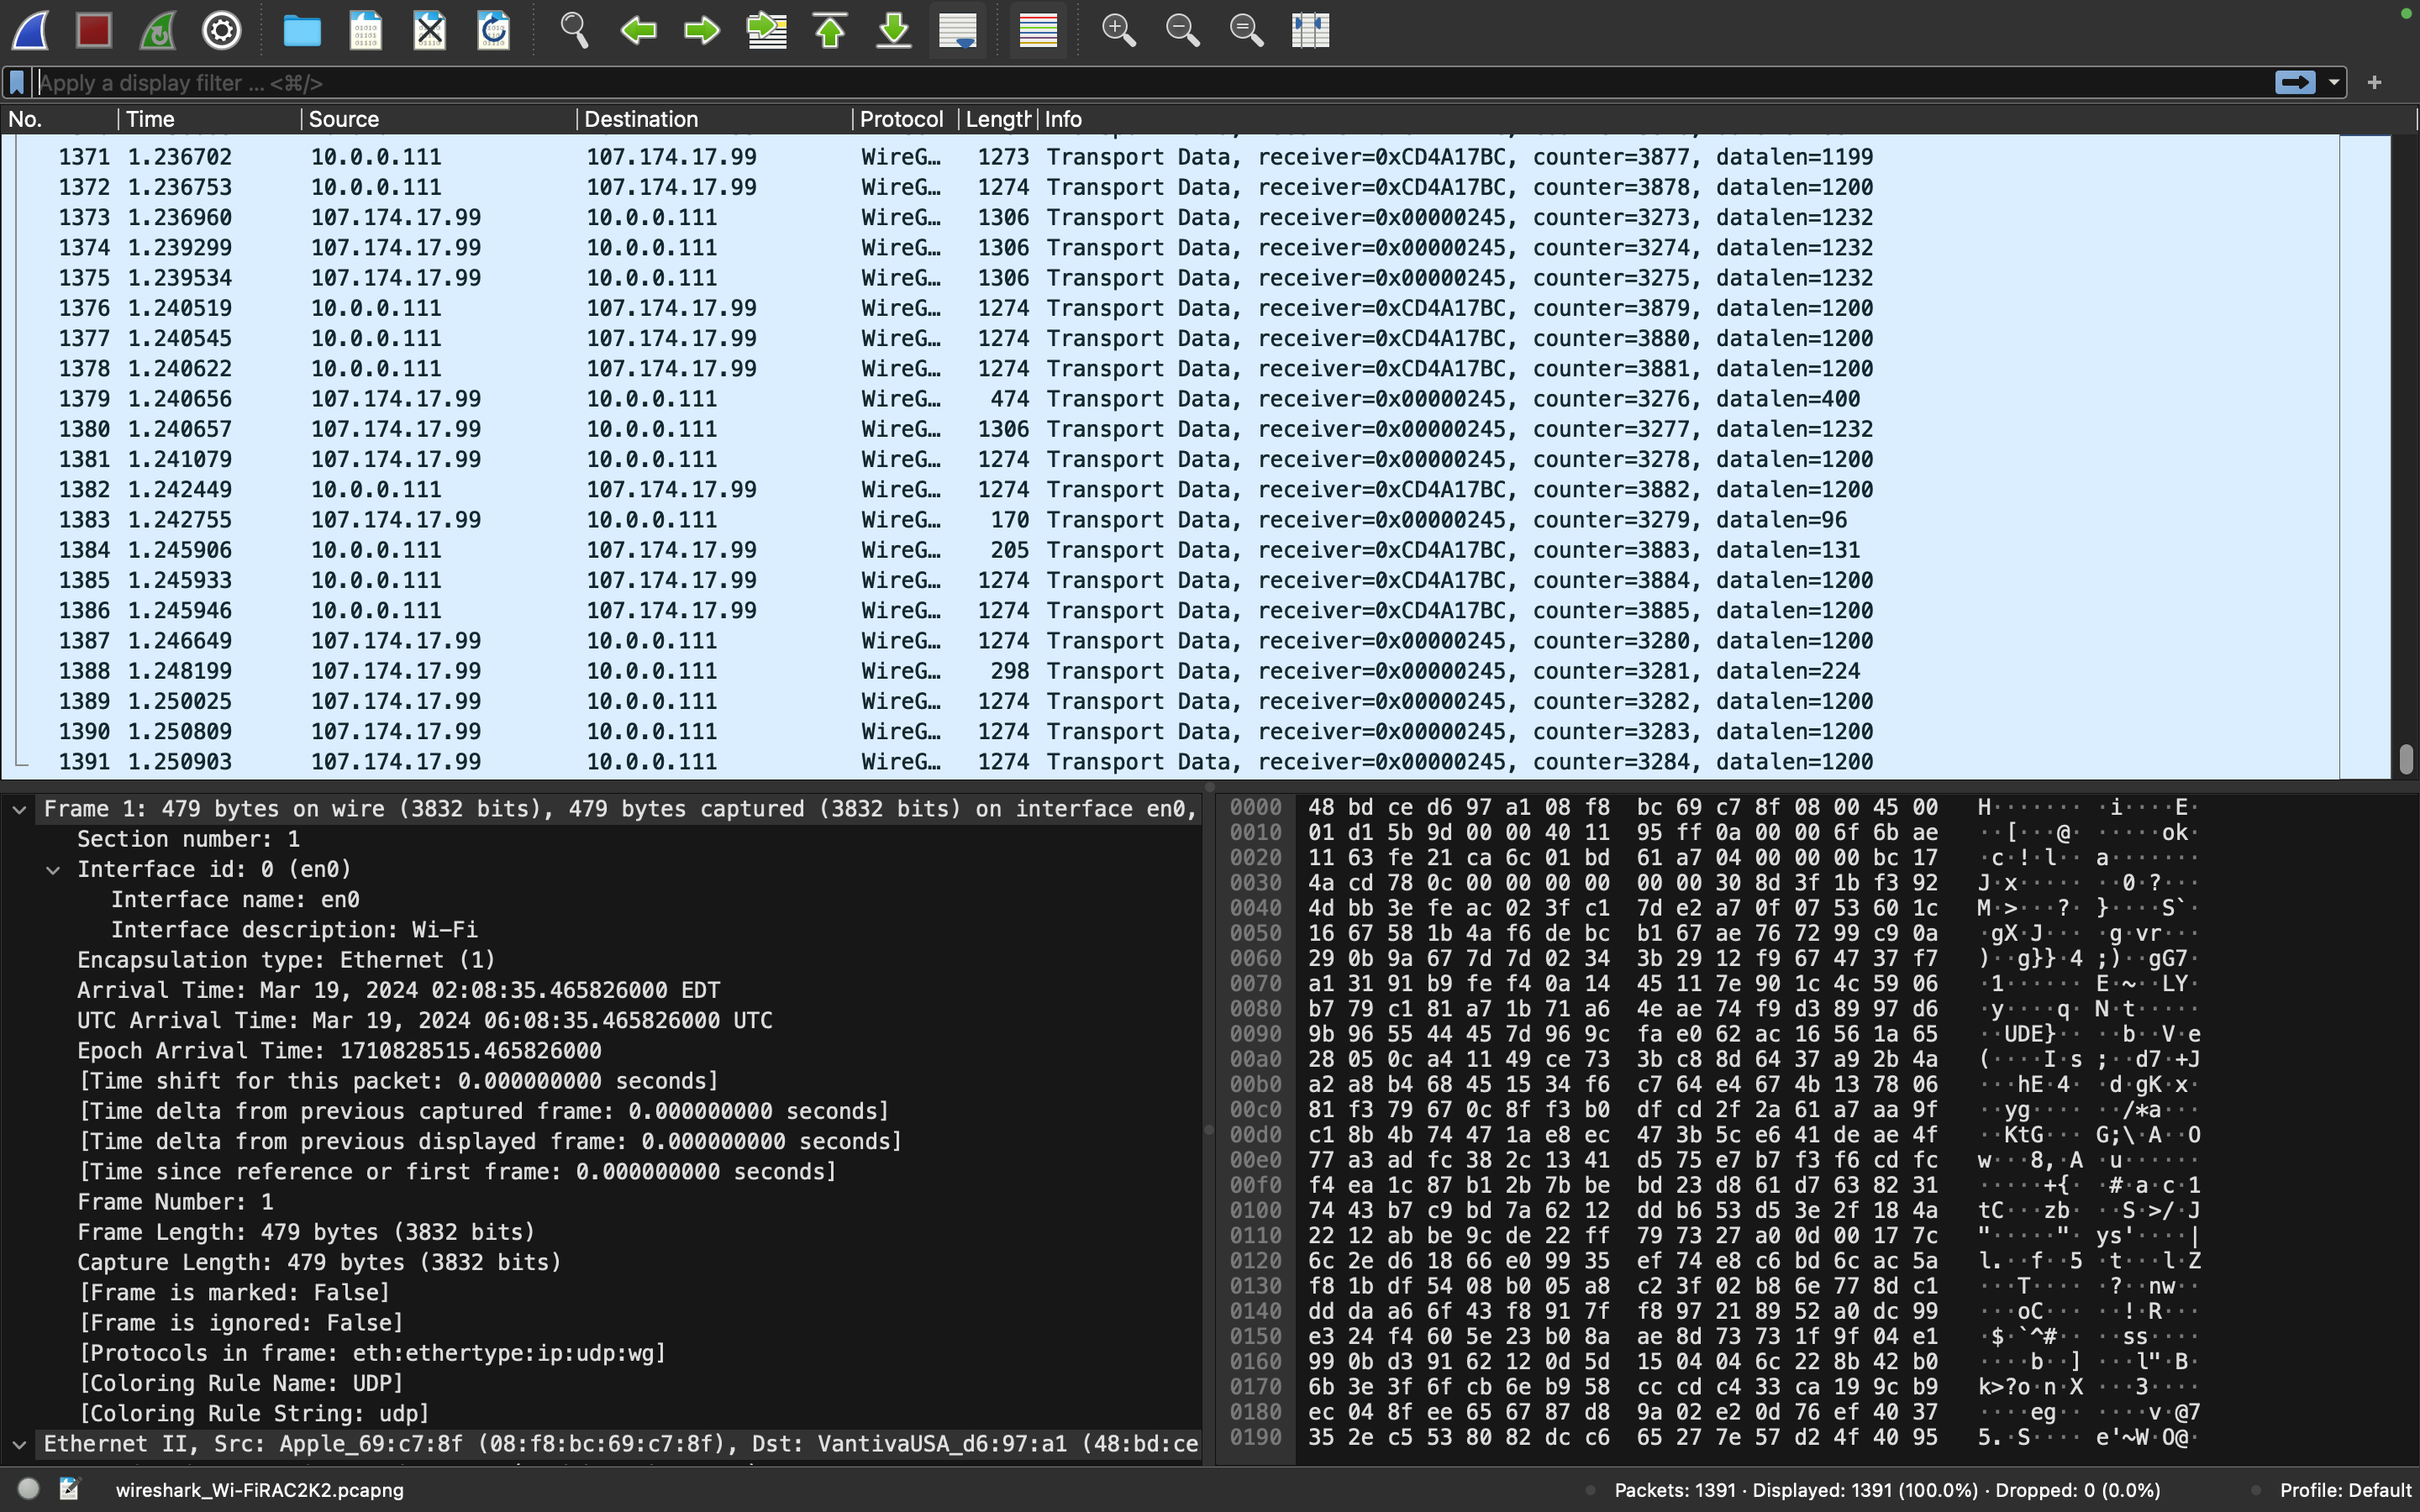 Apply a display filter ... <⌘/>
No. Time Source Destination Protocol Length Info
1371 1.236702 10.0.0.111 107.174.17.99 WireG… 1273 Transport Data, receiver=0xCD4A17BC, counter=3877, datalen=1199
1372 1.236753 10.0.0.111 107.174.17.99 WireG… 1274 Transport Data, receiver=0xCD4A17BC, counter=3878, datalen=1200
1373 1.236960 107.174.17.99 10.0.0.111 WireG… 1306 Transport Data, receiver=0x00000245, counter=3273, datalen=1232
1374 1.239299 107.174.17.99 10.0.0.111 WireG… 1306 Transport Data, receiver=0x00000245, counter=3274, datalen=1232
1375 1.239534 107.174.17.99 10.0.0.111 WireG… 1306 Transport Data, receiver=0x00000245, counter=3275, datalen=1232
1376 1.240519 10.0.0.111 107.174.17.99 WireG… 1274 Transport Data, receiver=0xCD4A17BC, counter=3879, datalen=1200
1377 1.240545 10.0.0.111 107.174.17.99 WireG… 1274 Transport Data, receiver=0xCD4A17BC, counter=3880, datalen=1200
1378 1.240622 10.0.0.111 107.174.17.99 WireG… 1274 Transport Data, receiver=0xCD4A17BC, counter=3881, datalen=1200
1379 1.240656 107.174.17.99 10.0.0.111 WireG… 474 Transport Data, receiver=0x00000245, counter=3276, datalen=400
1380 1.240657 107.174.17.99 10.0.0.111 WireG… 1306 Transport Data, receiver=0x00000245, counter=3277, datalen=1232
1381 1.241079 107.174.17.99 10.0.0.111 WireG… 1274 Transport Data, receiver=0x00000245, counter=3278, datalen=1200
1382 1.242449 10.0.0.111 107.174.17.99 WireG… 1274 Transport Data, receiver=0xCD4A17BC, counter=3882, datalen=1200
1383 1.242755 107.174.17.99 10.0.0.111 WireG… 170 Transport Data, receiver=0x00000245, counter=3279, datalen=96
1384 1.245906 10.0.0.111 107.174.17.99 WireG… 205 Transport Data, receiver=0xCD4A17BC, counter=3883, datalen=131
1385 1.245933 10.0.0.111 107.174.17.99 WireG… 1274 Transport Data, receiver=0xCD4A17BC, counter=3884, datalen=1200
1386 1.245946 10.0.0.111 107.174.17.99 WireG… 1274 Transport Data, receiver=0xCD4A17BC, counter=3885, datalen=1200
1387 1.246649 107.174.17.99 10.0.0.111 WireG… 1274 Transport Data, receiver=0x00000245, counter=3280, datalen=1200
1388 1.248199 107.174.17.99 10.0.0.111 WireG… 298 Transport Data, receiver=0x00000245, counter=3281, datalen=224
1389 1.250025 107.174.17.99 10.0.0.111 WireG… 1274 Transport Data, receiver=0x00000245, counter=3282, datalen=1200
1390 1.250809 107.174.17.99 10.0.0.111 WireG… 1274 Transport Data, receiver=0x00000245, counter=3283, datalen=1200
1391 1.250903 107.174.17.99 10.0.0.111 WireG… 1274 Transport Data, receiver=0x00000245, counter=3284, datalen=1200
Frame 1: 479 bytes on wire (3832 bits), 479 bytes captured (3832 bits) on interface en0,
Section number: 1
Interface id: 0 (en0)
Interface name: en0
Interface description: Wi-Fi
Encapsulation type: Ethernet (1)
Arrival Time: Mar 19, 2024 02:08:35.465826000 EDT
UTC Arrival Time: Mar 19, 2024 06:08:35.465826000 UTC
Epoch Arrival Time: 1710828515.465826000
[Time shift for this packet: 0.000000000 seconds]
[Time delta from previous captured frame: 0.000000000 seconds]
[Time delta from previous displayed frame: 0.000000000 seconds]
[Time since reference or first frame: 0.000000000 seconds]
Frame Number: 1
Frame Length: 479 bytes (3832 bits)
Capture Length: 479 bytes (3832 bits)
[Frame is marked: False]
[Frame is ignored: False]
[Protocols in frame: eth:ethertype:ip:udp:wg]
[Coloring Rule Name: UDP]
[Coloring Rule String: udp]
Ethernet II, Src: Apple_69:c7:8f (08:f8:bc:69:c7:8f), Dst: VantivaUSA_d6:97:a1 (48:bd:ce
0000 48 bd ce d6 97 a1 08 f8 bc 69 c7 8f 08 00 45 00 H······· ·i····E·
0010 01 d1 5b 9d 00 00 40 11 95 ff 0a 00 00 6f 6b ae ··[···@· ·····ok·
0020 11 63 fe 21 ca 6c 01 bd 61 a7 04 00 00 00 bc 17 ·c·!·l·· a·······
0030 4a cd 78 0c 00 00 00 00 00 00 30 8d 3f 1b f3 92 J·x····· ··0·?···
0040 4d bb 3e fe ac 02 3f c1 7d e2 a7 0f 07 53 60 1c M·>···?· }····S`·
0050 16 67 58 1b 4a f6 de bc b1 67 ae 76 72 99 c9 0a ·gX·J··· ·g·vr···
0060 29 0b 9a 67 7d 7d 02 34 3b 29 12 f9 67 47 37 f7 )··g}}·4 ;)··gG7·
0070 a1 31 91 b9 fe f4 0a 14 45 11 7e 90 1c 4c 59 06 ·1······ E·~··LY·
0080 b7 79 c1 81 a7 1b 71 a6 4e ae 74 f9 d3 89 97 d6 ·y····q· N·t·····
0090 9b 96 55 44 45 7d 96 9c fa e0 62 ac 16 56 1a 65 ··UDE}·· ··b··V·e
00a0 28 05 0c a4 11 49 ce 73 3b c8 8d 64 37 a9 2b 4a (····I·s ;··d7·+J
00b0 a2 a8 b4 68 45 15 34 f6 c7 64 e4 67 4b 13 78 06 ···hE·4· ·d·gK·x·
00c0 81 f3 79 67 0c 8f f3 b0 df cd 2f 2a 61 a7 aa 9f ··yg···· ··/*a···
00d0 c1 8b 4b 74 47 1a e8 ec 47 3b 5c e6 41 de ae 4f ··KtG··· G;\·A··O
00e0 77 a3 ad fc 38 2c 13 41 d5 75 e7 b7 f3 f6 cd fc w···8,·A ·u······
00f0 f4 ea 1c 87 b1 2b 7b be bd 23 d8 61 d7 63 82 31 ·····+{· ·#·a·c·1
0100 74 43 b7 c9 bd 7a 62 12 dd b6 53 d5 3e 2f 18 4a tC···zb· ··S·>/·J
0110 22 12 ab be 9c de 22 ff 79 73 27 a0 0d 00 17 7c "·····"· ys'····|
0120 6c 2e d6 18 66 e0 99 35 ef 74 e8 c6 bd 6c ac 5a l.··f··5 ·t···l·Z
0130 f8 1b df 54 08 b0 05 a8 c2 3f 02 b8 6e 77 8d c1 ···T···· ·?··nw··
0140 dd da a6 6f 43 f8 91 7f f8 97 21 89 52 a0 dc 99 ···oC··· ··!·R···
0150 e3 24 f4 60 5e 23 b0 8a ae 8d 73 73 1f 9f 04 e1 ·$·`^#·· ··ss····
0160 99 0b d3 91 62 12 0d 5d 15 04 04 6c 22 8b 42 b0 ····b··] ···l"·B·
0170 6b 3e 3f 6f cb 6e b9 58 cc cd c4 33 ca 19 9c b9 k>?o·n·X ···3····
0180 ec 04 8f ee 65 67 87 d8 9a 02 e2 0d 76 ef 40 37 ····eg·· ····v·@7
0190 35 2e c5 53 80 82 dc c6 65 27 7e 57 d2 4f 40 95 5.·S···· e'~W·O@·
wireshark_Wi-FiRAC2K2.pcapng Packets: 1391 · Displayed: 1391 (100.0%) · Dropped: 0 (0.0%) Profile: Default